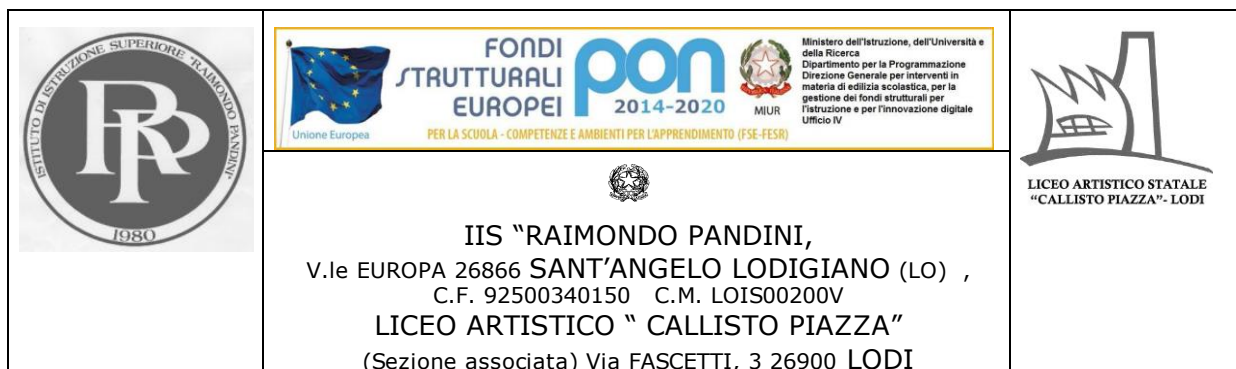 ISTITUTO DI ISTRUZIONE SUPERIORE "RAIMONDO PANDINI"
1980
Unione Europea
FONDI
STRUTTURALI
EUROPEI
pon
2014-2020
MIUR
Ministero dell'Istruzione, dell'Università e
della Ricerca
Dipartimento per la Programmazione
Direzione Generale per interventi in
materia di edilizia scolastica, per la
gestione dei fondi strutturali per
l'istruzione e per l'innovazione digitale
Ufficio IV
PER LA SCUOLA - COMPETENZE E AMBIENTI PER L'APPRENDIMENTO (FSE-FESR)
LICEO ARTISTICO STATALE
"CALLISTO PIAZZA"- LODI
IIS "RAIMONDO PANDINI,
V.le EUROPA 26866 SANT'ANGELO LODIGIANO (LO) ,
C.F. 92500340150 C.M. LOIS00200V
LICEO ARTISTICO " CALLISTO PIAZZA"
(Sezione associata) Via FASCETTI, 3 26900 LODI